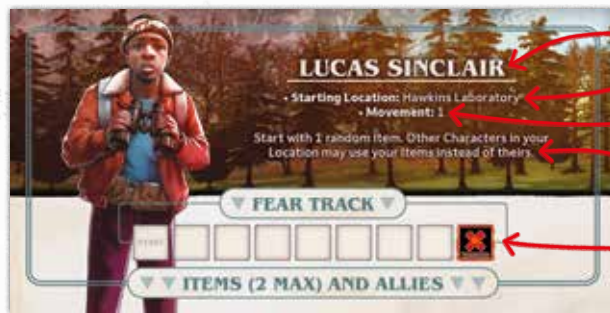 LUCAS SINCLAIR
• Starting Location: Hawkins Laboratory
• Movement: 1
Start with 1 random item. Other Characters in your
Location may use your Items instead of theirs.
FEAR TRACK
START
ITEMS (2 MAX) AND ALLIES